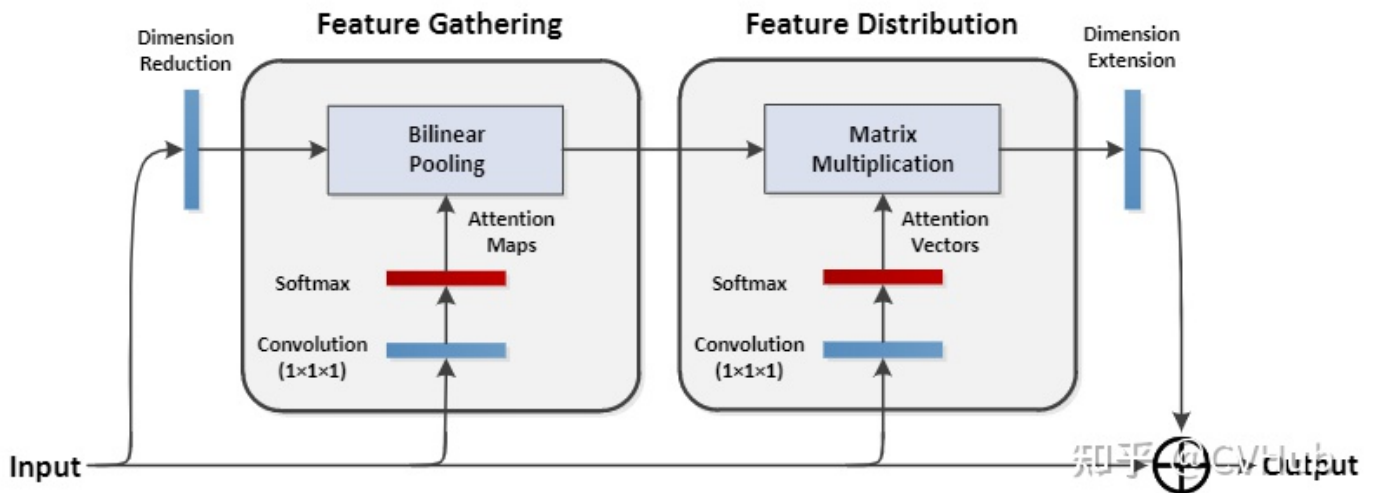 Feature Gathering
Feature Distribution
Dimension
Reduction
Dimension
Extension
Bilinear
Pooling
Matrix
Multiplication
Attention
Maps
Attention
Vectors
Softmax
Softmax
Convolution
(1×1×1)
Convolution
(1×1×1)
Input
知乎 @CVHub
Output